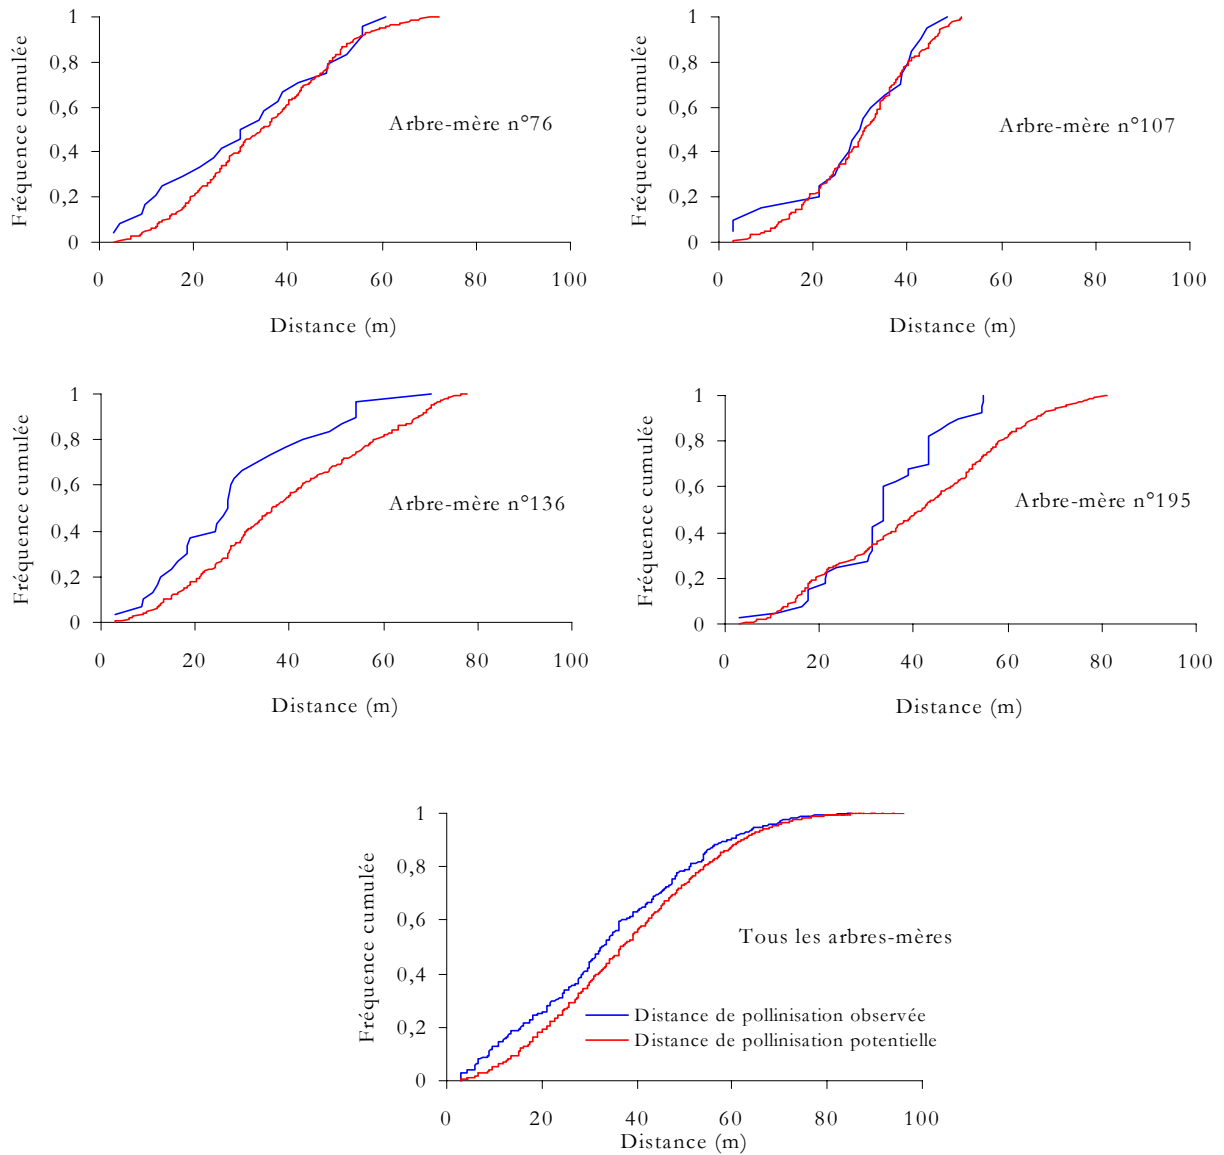 1
0,8
0,6
0,4
0,2
0
Fréquence cumulée
Arbre-mère n°76
0 20 40 60 80 100
Distance (m)
1
0,8
0,6
0,4
0,2
0
Fréquence cumulée
Arbre-mère n°107
0 20 40 60 80 100
Distance (m)
1
0,8
0,6
0,4
0,2
0
Fréquence cumulée
Arbre-mère n°136
0 20 40 60 80 100
Distance (m)
1
0,8
0,6
0,4
0,2
0
Fréquence cumulée
Arbre-mère n°195
0 20 40 60 80 100
Distance (m)
1
0,8
0,6
0,4
0,2
0
Fréquence cumulée
Tous les arbres-mères
Distance de pollinisation observée
Distance de pollinisation potentielle
0 20 40 60 80 100
Distance (m)